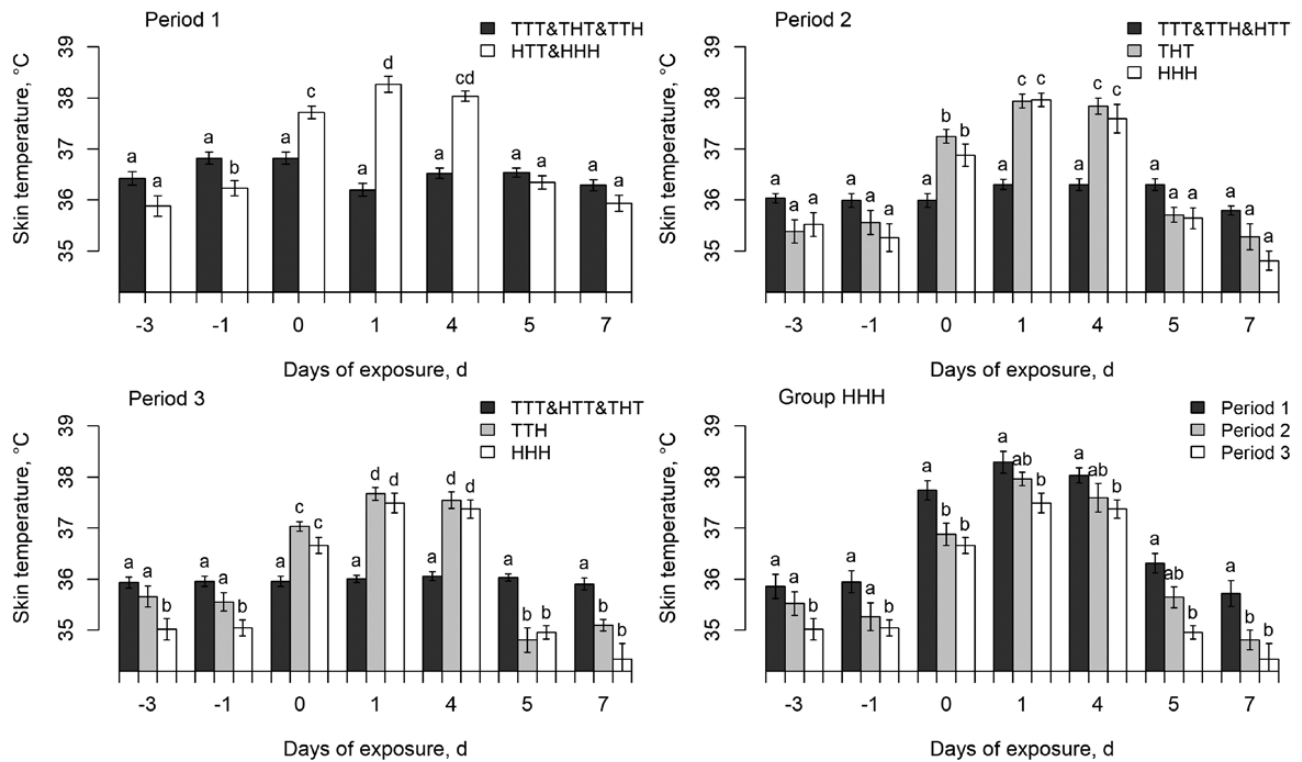 Period 1
TTT&THT&TTH
HTT&HHH
Skin temperature, °C
39
38
37
36
35
a a a b a c a d a cd a a a a
-3 -1 0 1 4 5 7
Days of exposure, d
Period 2
TTT&TTH&HTT
THT
HHH
Skin temperature, °C
39
38
37
36
35
a a a a a a a b b a c c a c c a a a a a a
-3 -1 0 1 4 5 7
Days of exposure, d
Period 3
TTT&HTT&THT
TTH
HHH
Skin temperature, °C
39
38
37
36
35
a a b a a b a c c a d d a d d a b b a b b
-3 -1 0 1 4 5 7
Days of exposure, d
Group HHH
Period 1
Period 2
Period 3
Skin temperature, °C
39
38
37
36
35
a a b a a b a b b a ab b a ab b a ab b a b b
-3 -1 0 1 4 5 7
Days of exposure, d